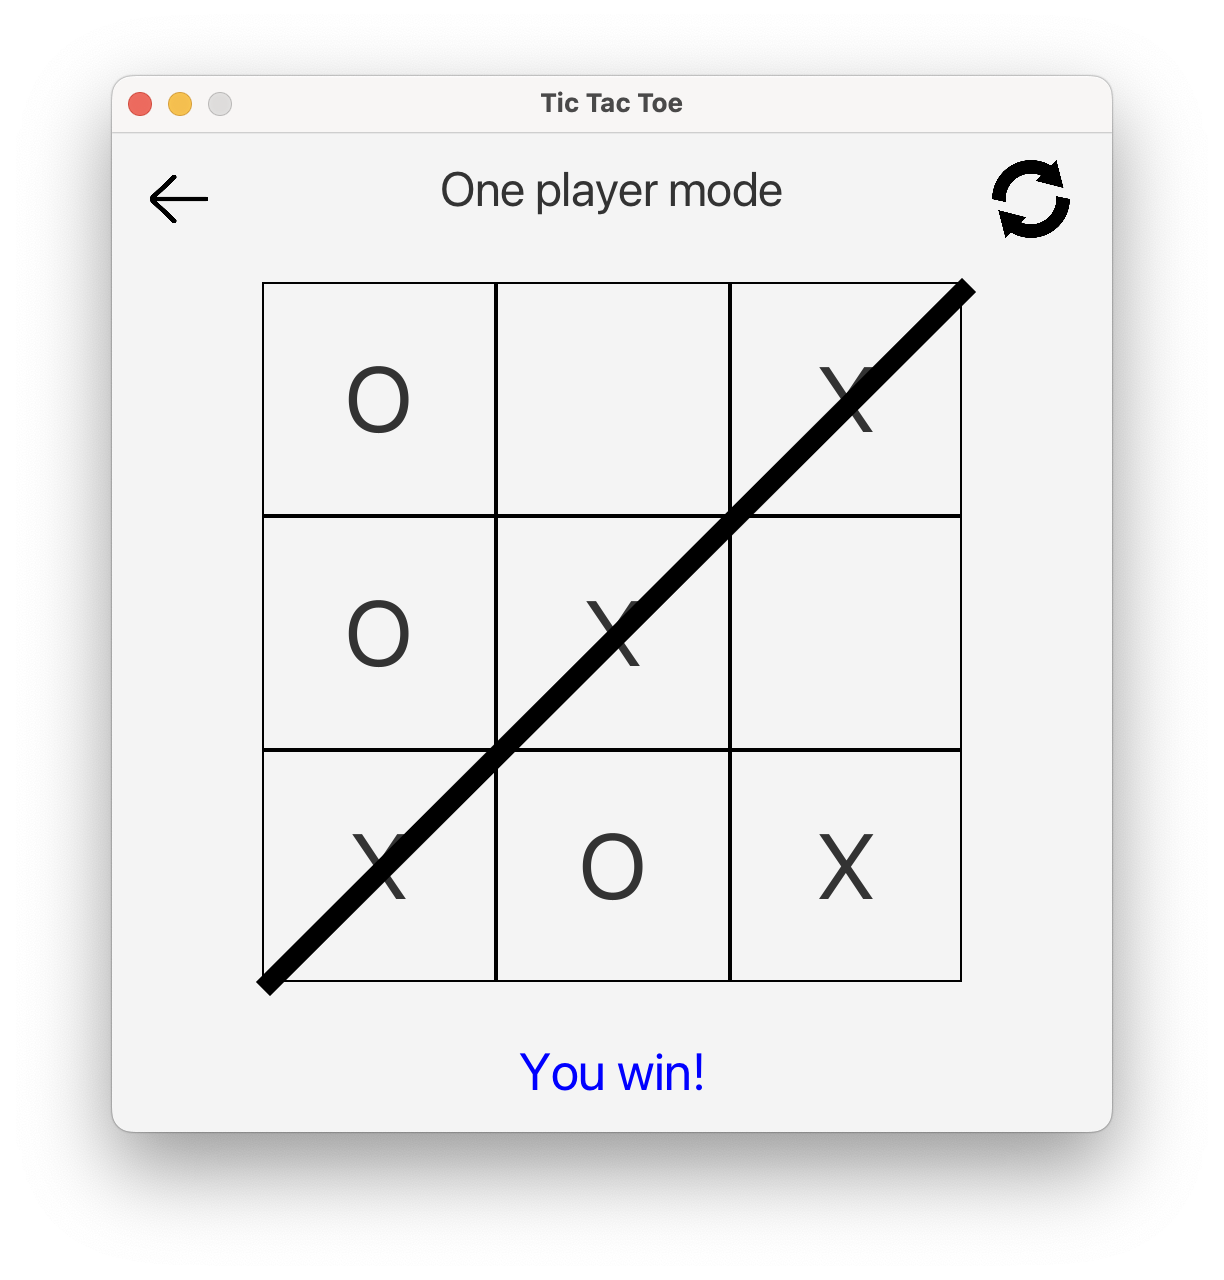 Tic Tac Toe
One player mode
O X
O X
X O X
You win!